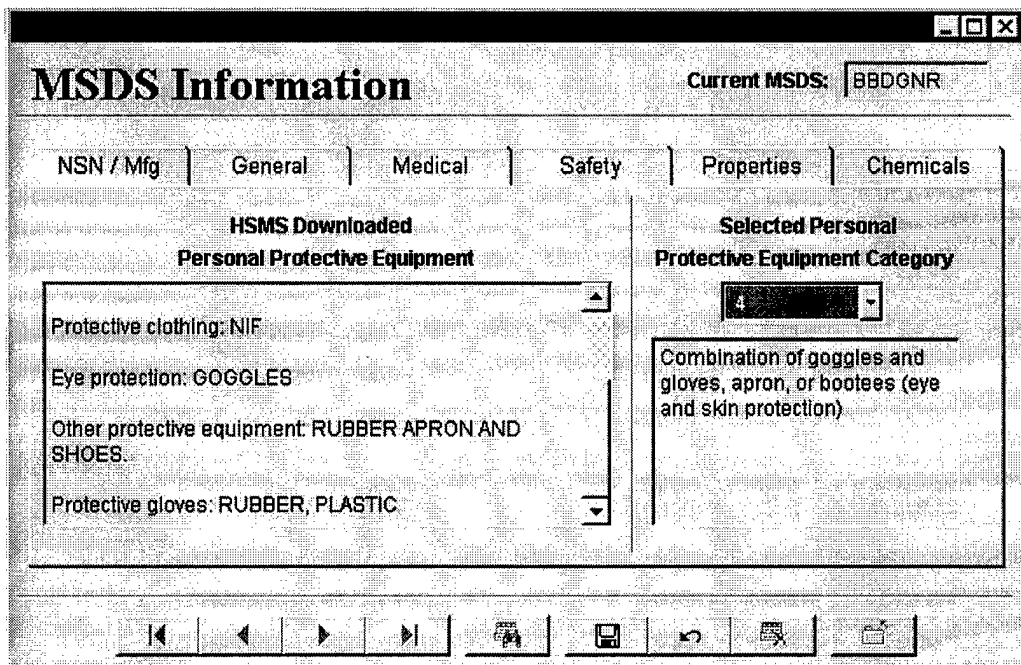 MSDS Information
Current MSDS: BBDGNR
NSN / Mfg General Medical Safety Properties Chemicals
HSMS Downloaded
Personal Protective Equipment
Protective clothing: NIF
Eye protection: GOGGLES
Other protective equipment: RUBBER APRON AND
SHOES.
Protective gloves: RUBBER, PLASTIC
Selected Personal
Protective Equipment Category
4
Combination of goggles and
gloves, apron, or bootees (eye
and skin protection)